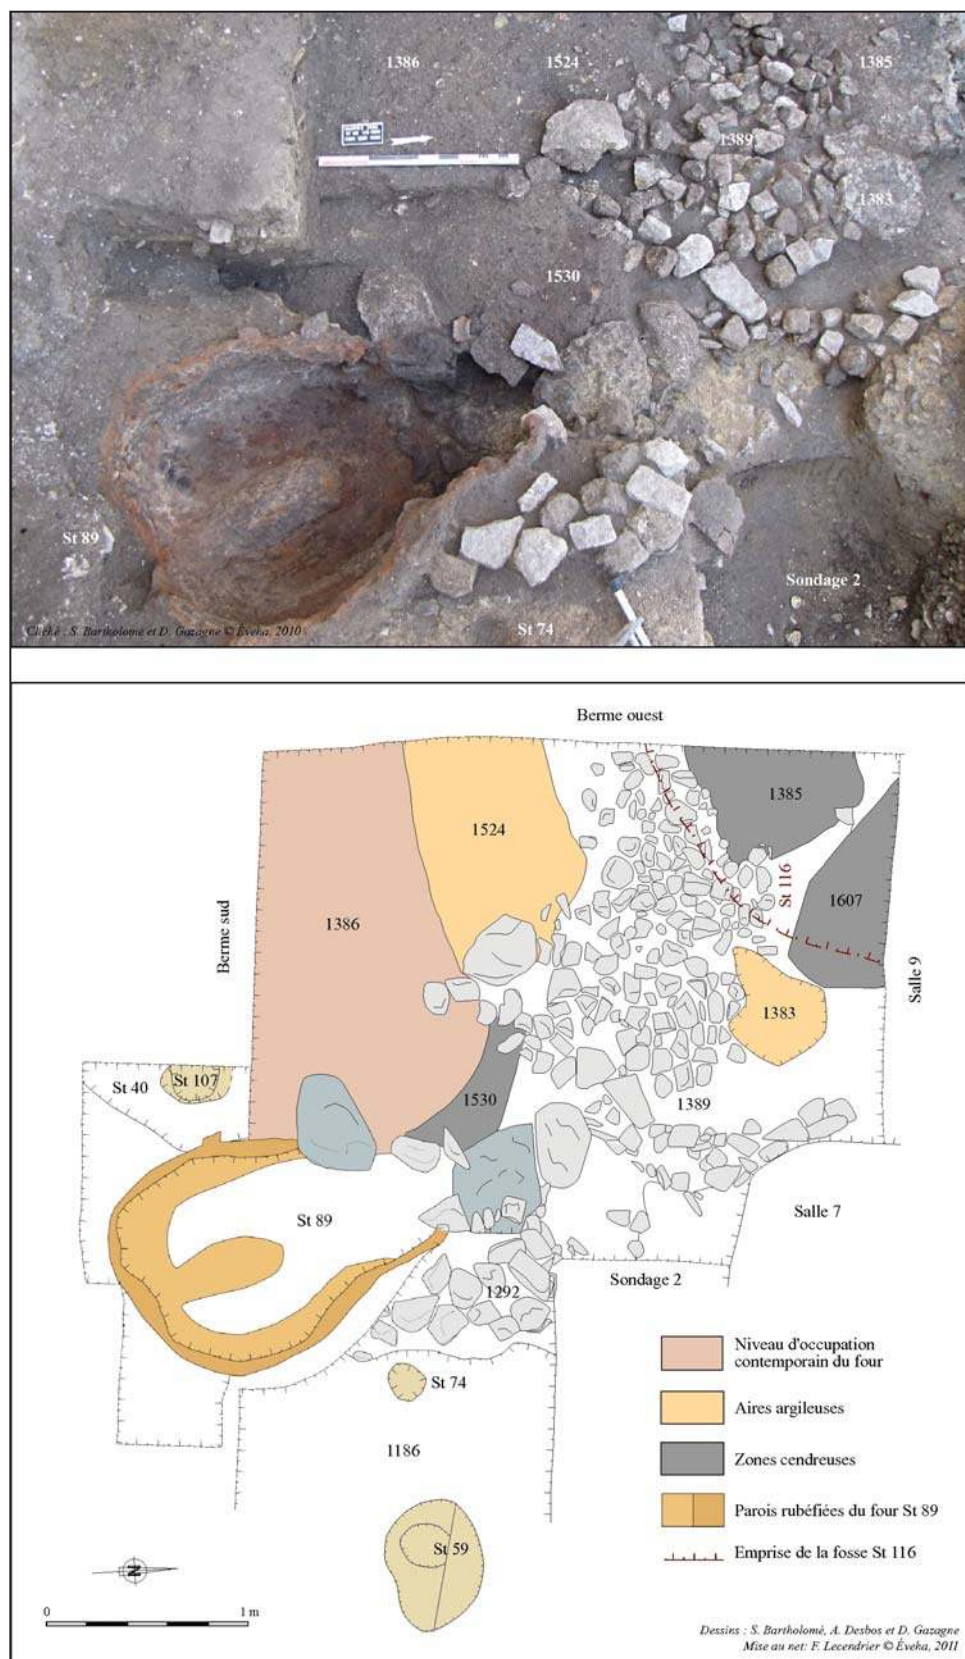 1386
1524
1385
1389
1383
1530
St 89
Sondage 2
St 74
Cliché : S. Bartholomé et D. Gazagne © Éveha, 2010
Berme ouest
1385
1524
St 116
1607
1386
Berme sud
Salle 9
1383
St 40
St 107
1530
1389
St 89
Salle 7
Sondage 2
1292
Niveau d'occupation
contemporain du four
St 74
Aires argileuses
1186
Zones cendreuses
Parois rubéfiées du four St 89
St 59
Emprise de la fosse St 116
N
0
1 m
Dessins : S. Bartholomé, A. Desbos et D. Gazagne
Mise au net: F. Lecendrier © Éveha, 2011